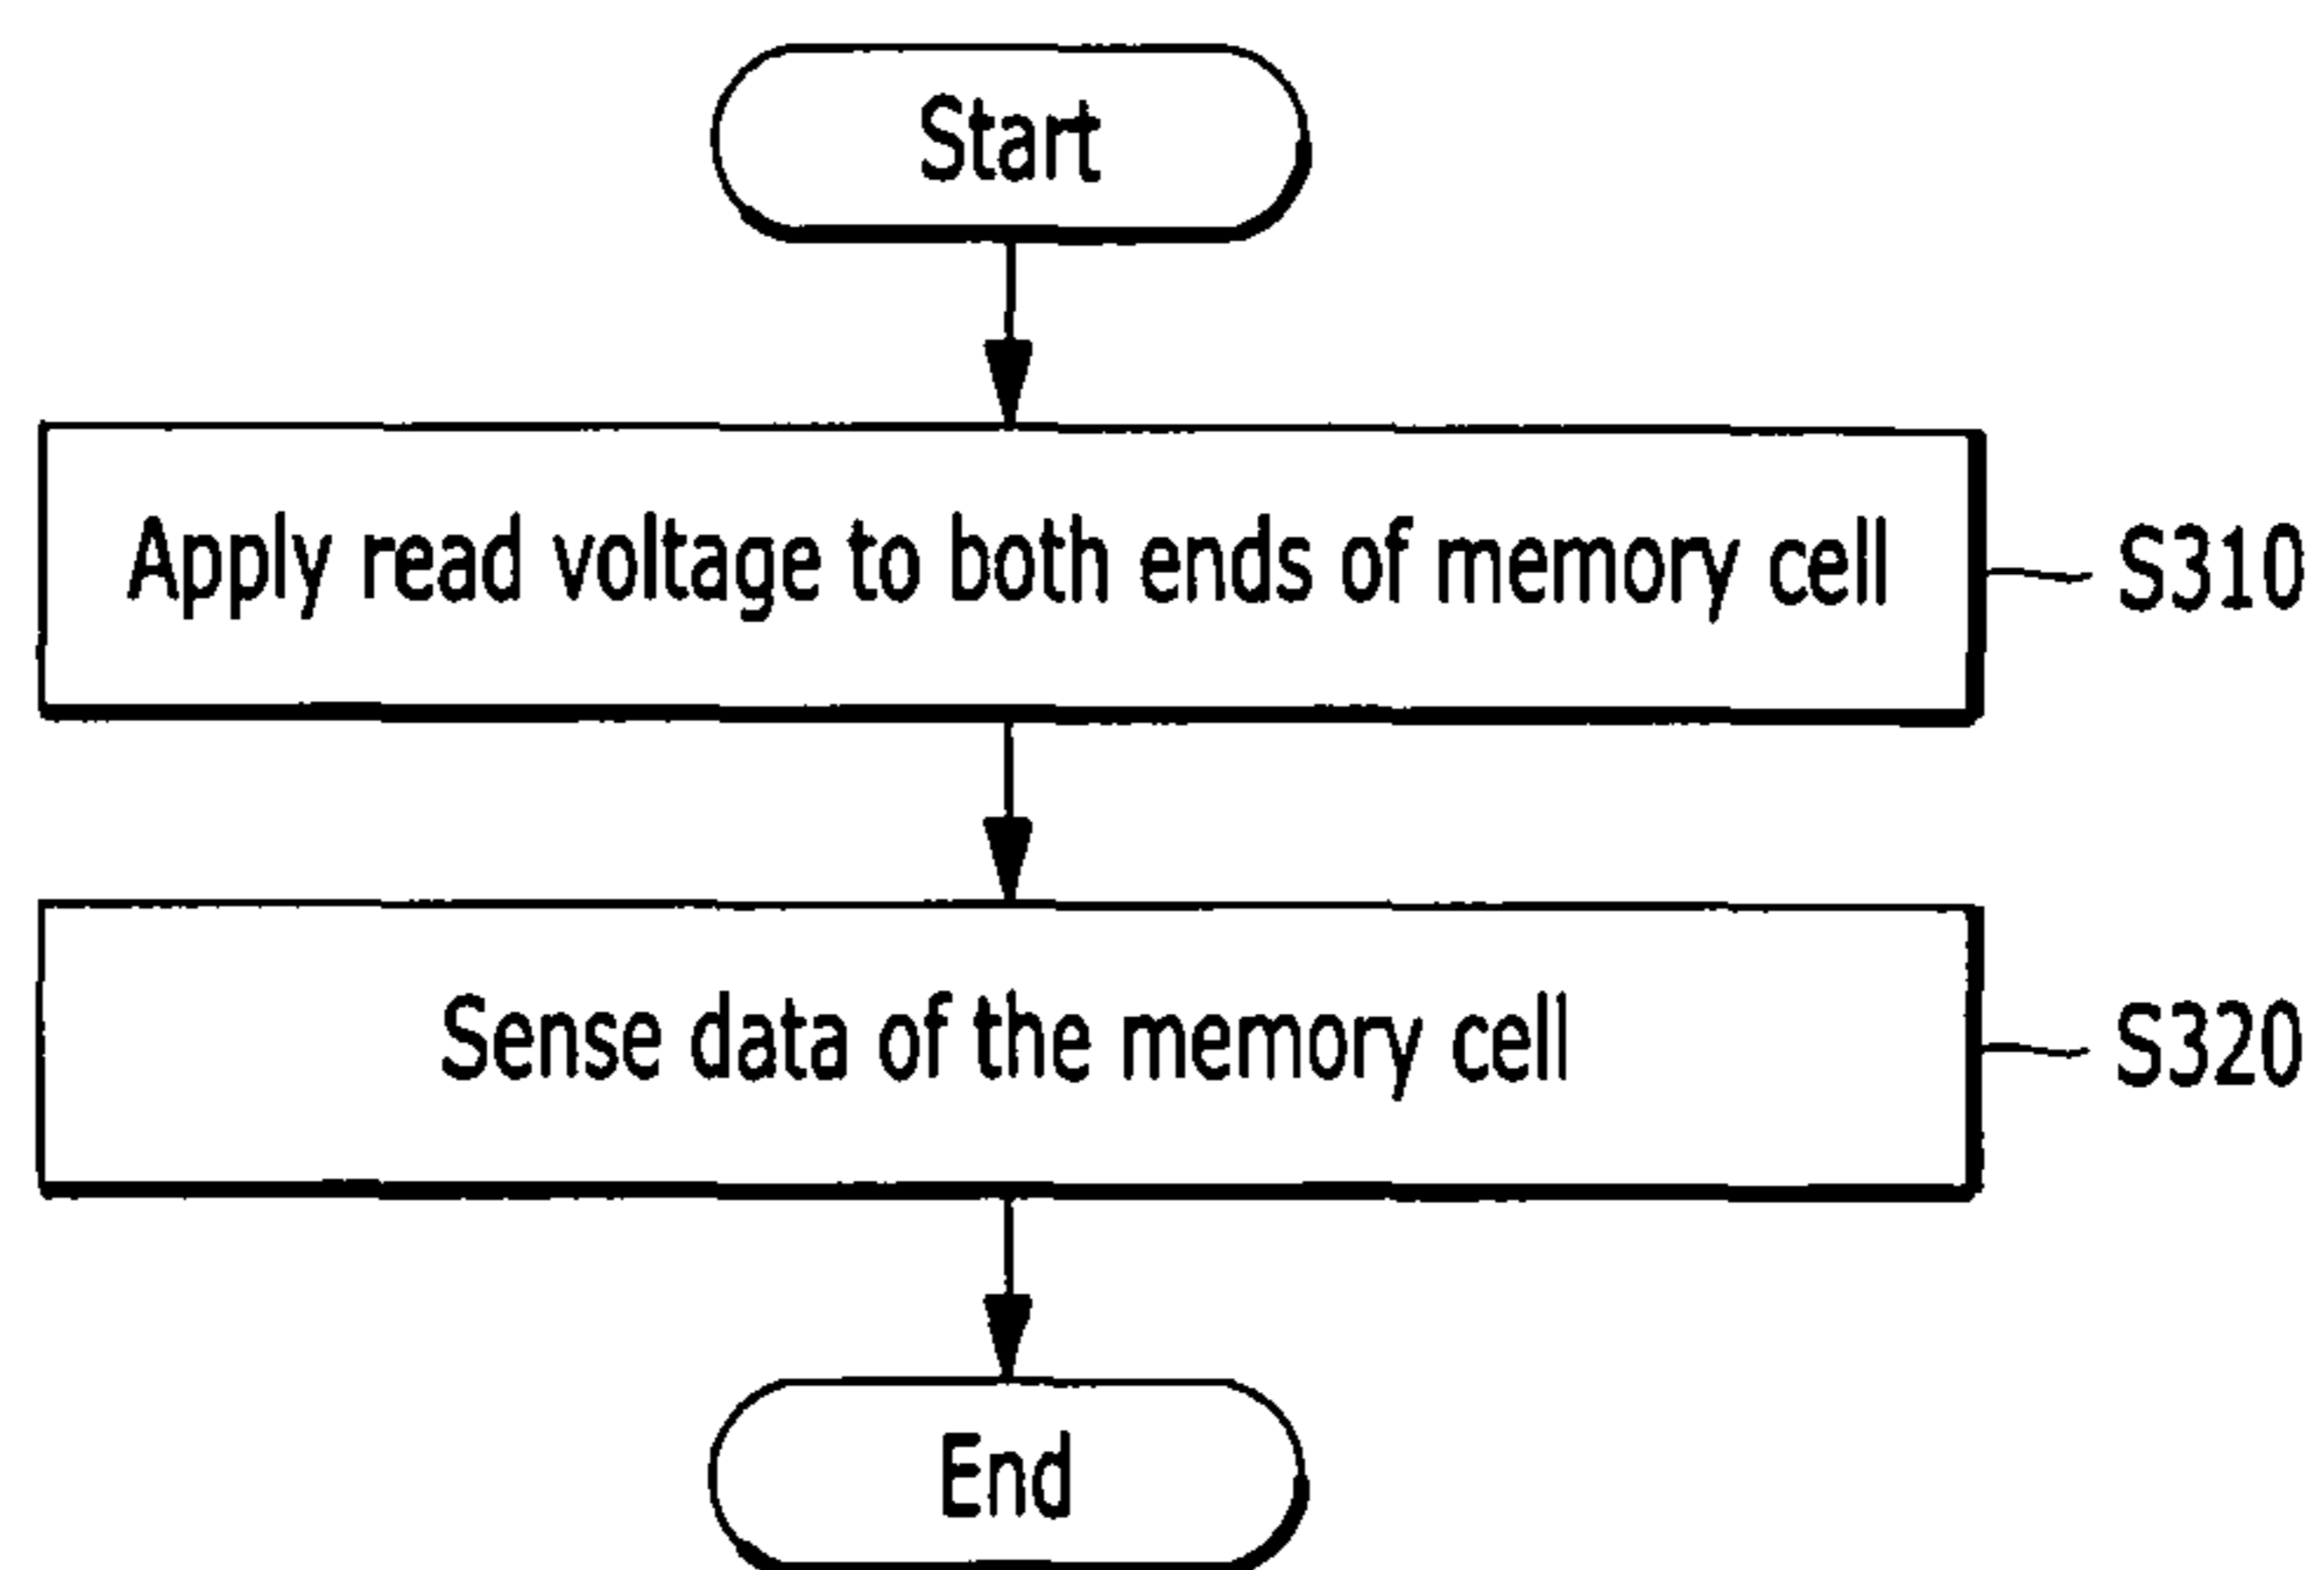 Start
Apply read voltage to both ends of memory cell
S310
Sense data of the memory cell
S320
End